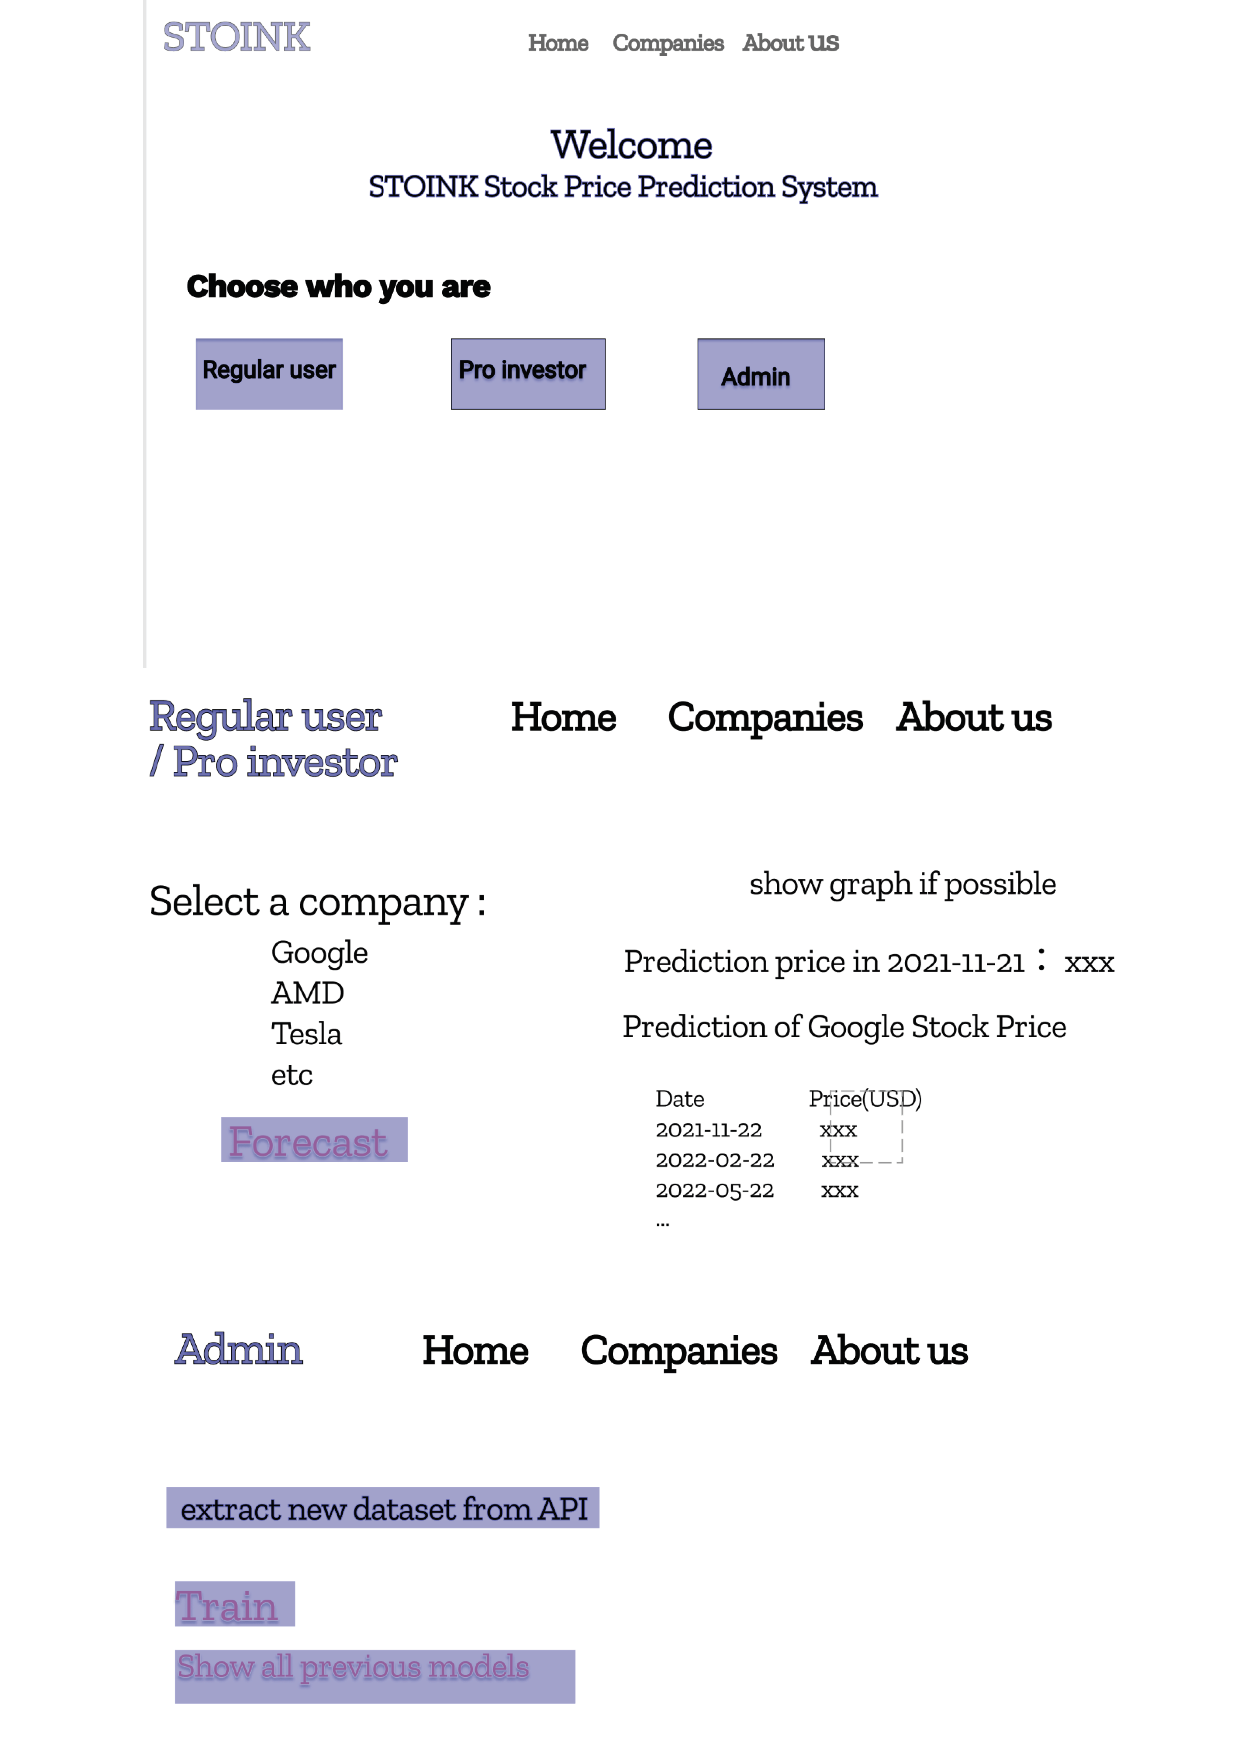 STOINK
Home Companies About us
Welcome
STOINK Stock Price Prediction System
Choose who you are
Regular user Pro investor Admin
Regular user
/ Pro investor
Home Companies About us
Select a company :
Google
AMD
Tesla
etc
Forecast
show graph if possible
Prediction price in 2021-11-21 : xxx
Prediction of Google Stock Price
Date Price(USD)
2021-11-22 xxx
2022-02-22 xxx
2022-05-22 xxx
...
Admin Home Companies About us
extract new dataset from API
Train
Show all previous models